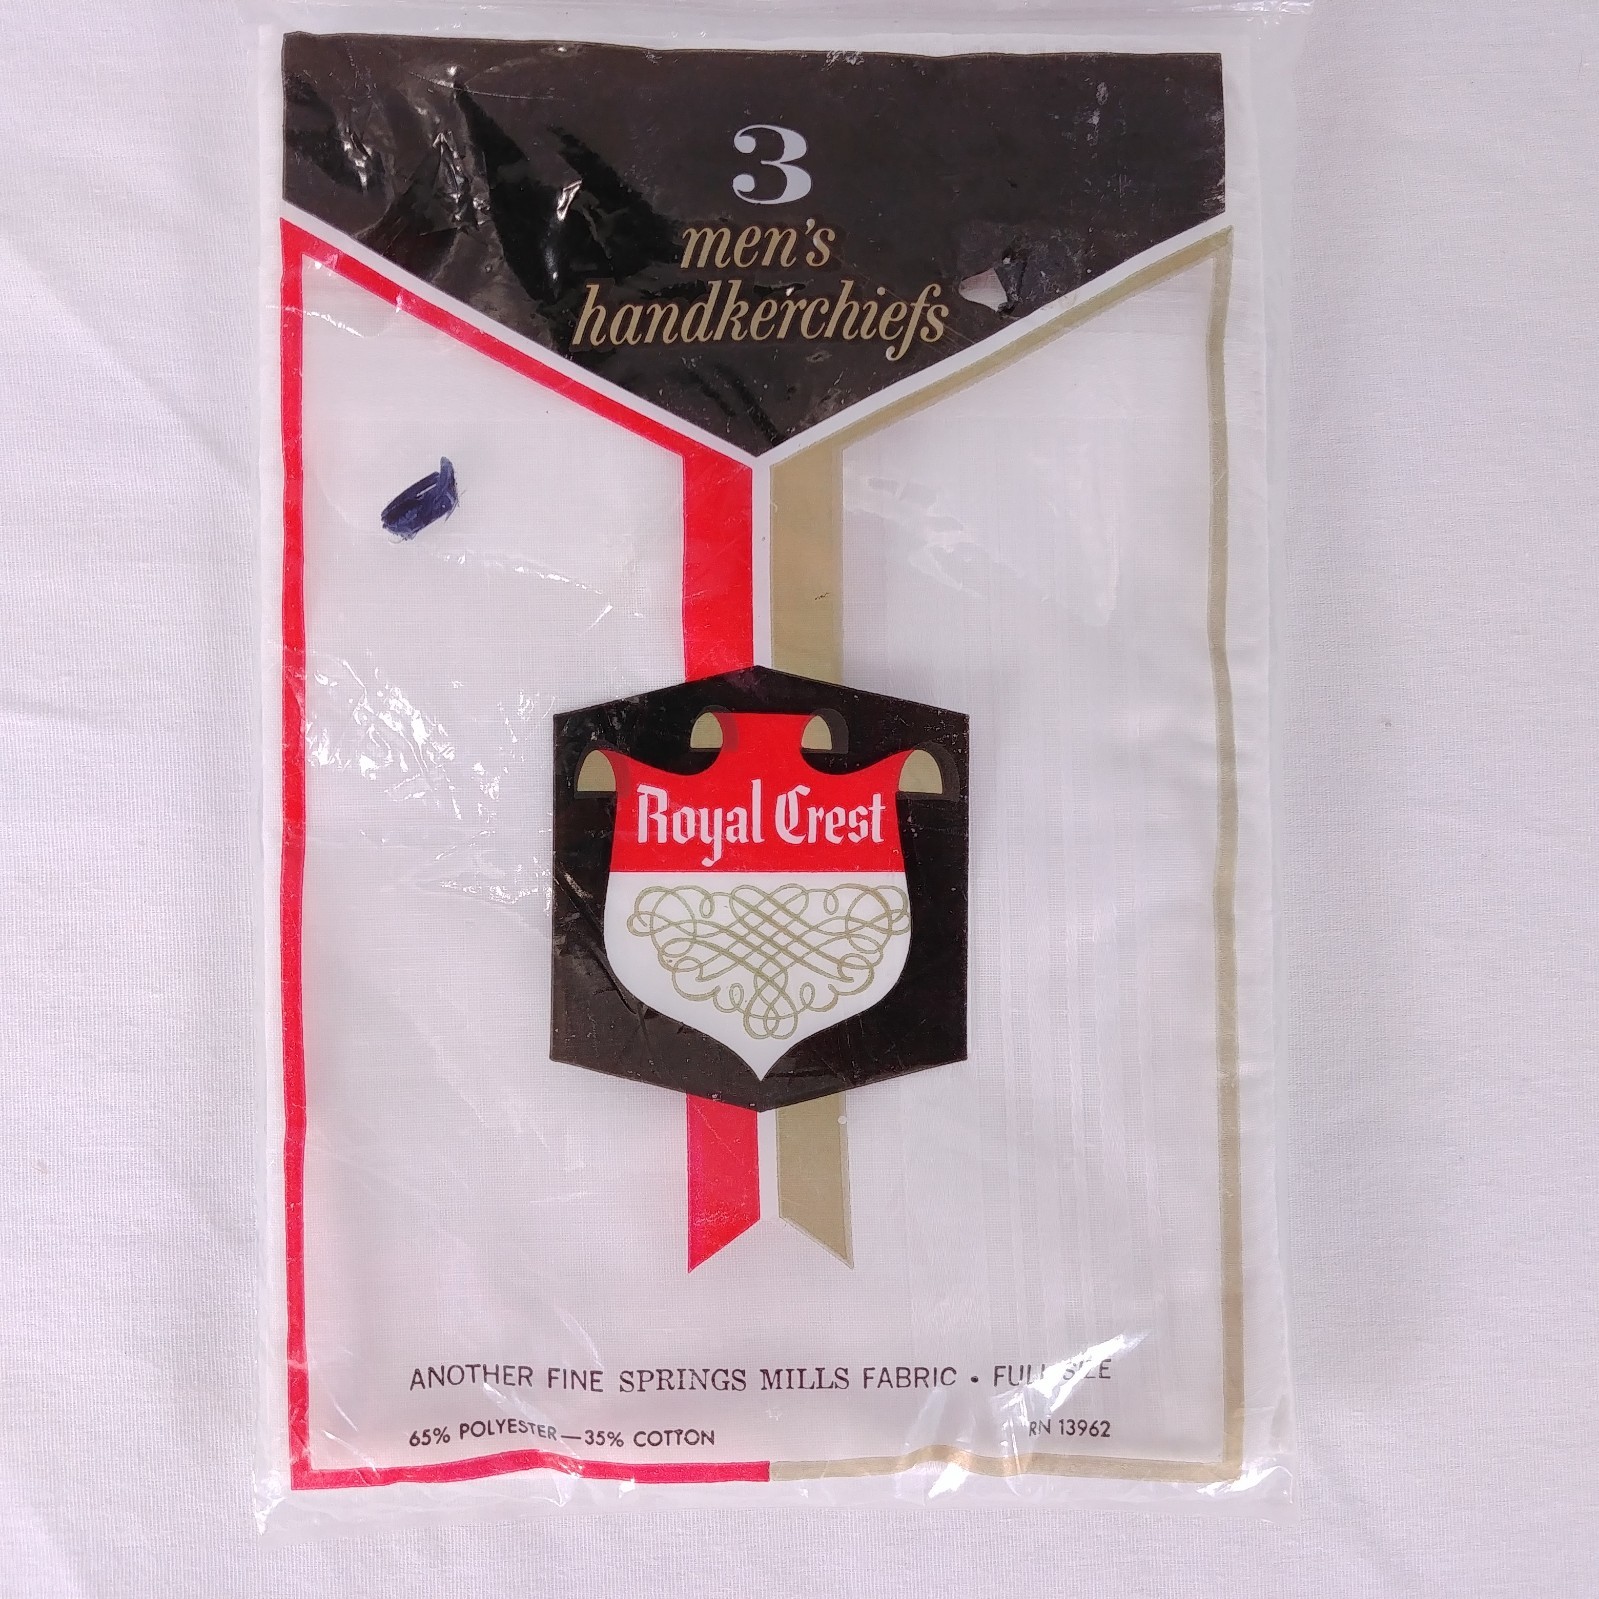 3
men's
handkerchiefs
Royal Crest
ANOTHER FINE SPRINGS MILLS FABRIC • FULL SIZE
65% POLYESTER—35% COTTON
RN 13962